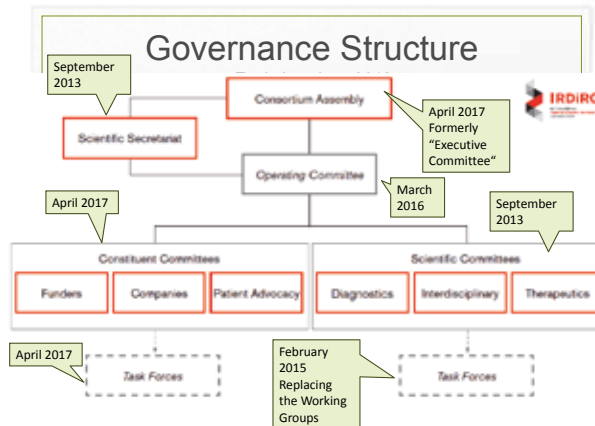 Governance Structure
September
2013
Consortium Assembly
IRDiRC
April 2017
Formerly
“Executive
Committee“
Scientific Secretariat
Operating Committee
March
2016
April 2017
September
2013
Constituent Committees
Scientific Committees
Funders
Companies
Patient Advocacy
Diagnostics
Interdisciplinary
Therapeutics
April 2017
Task Forces
February
2015
Replacing
the Working
Groups
Task Forces